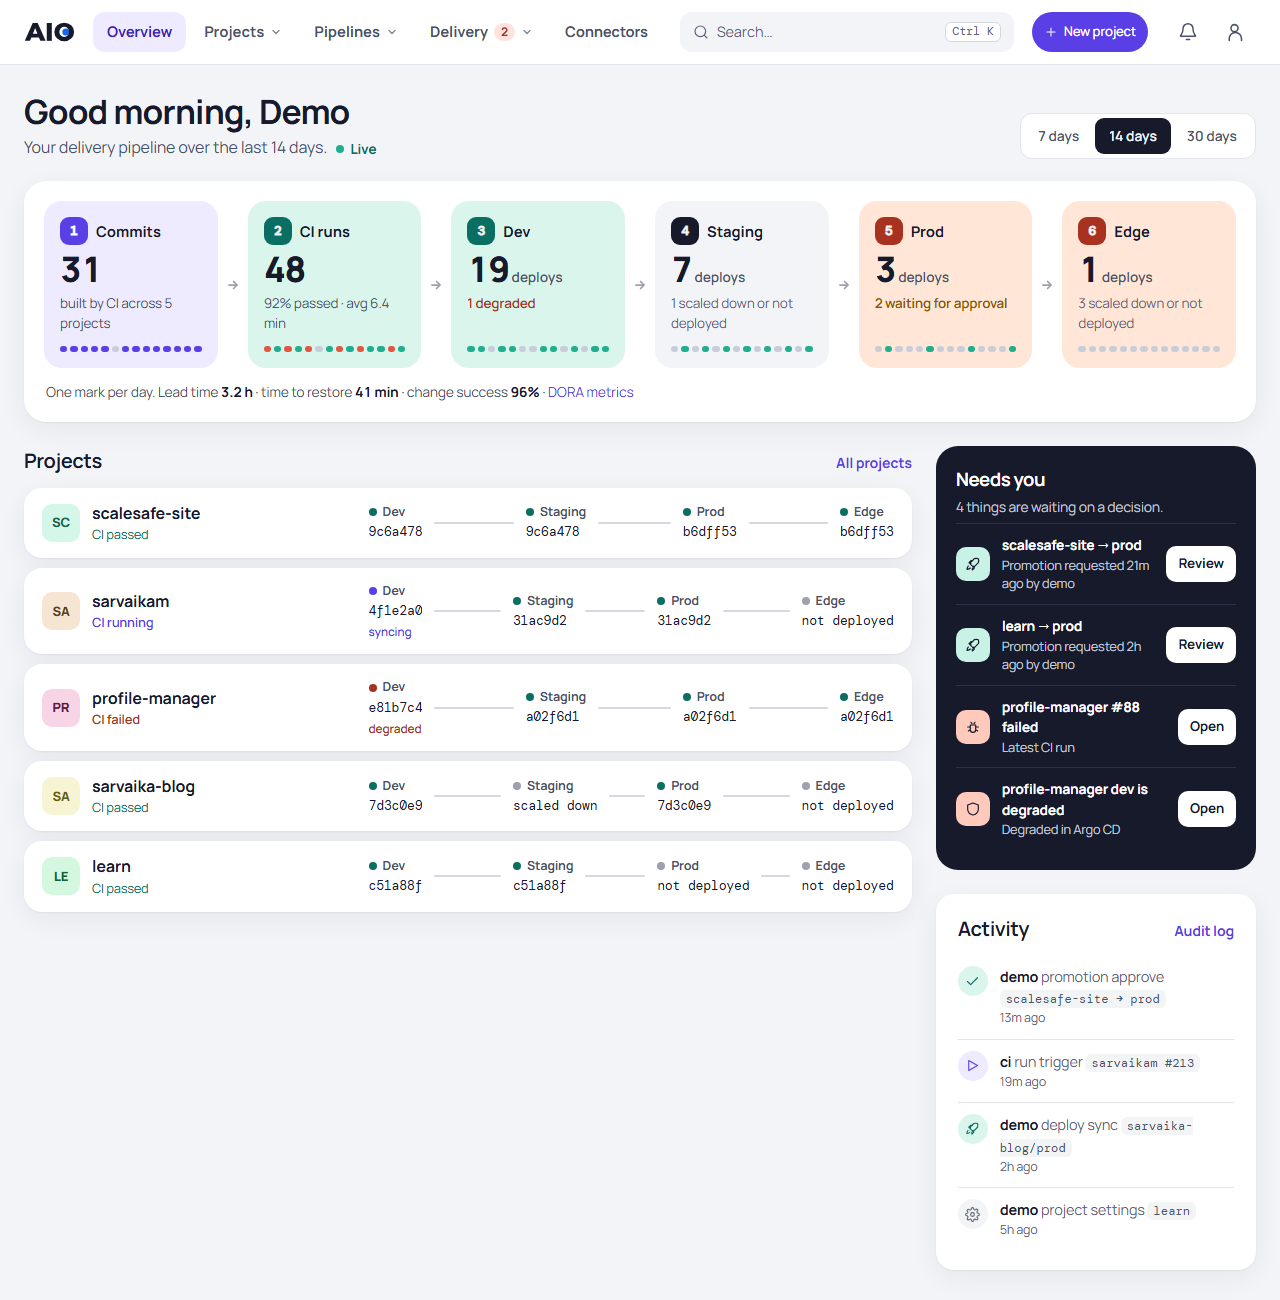 AIO
Overview
Projects
Pipelines
Delivery 2
Connectors
Search...
Ctrl K
+ New project
Good morning, Demo
Your delivery pipeline over the last 14 days.
Live
7 days
14 days
30 days
1 Commits
31
built by CI across 5
projects
2 CI runs
48
92% passed · avg 6.4
min
3 Dev
19 deploys
1 degraded
4 Staging
7 deploys
1 scaled down or not
deployed
5 Prod
3 deploys
2 waiting for approval
6 Edge
1 deploys
3 scaled down or not
deployed
One mark per day. Lead time 3.2 h · time to restore 41 min · change success 96% · DORA metrics
Projects
All projects
SC
scalesafe-site
CI passed
Dev
9c6a478
Staging
9c6a478
Prod
b6dff53
Edge
b6dff53
SA
sarvaikam
CI running
Dev
4f1e2a0
syncing
Staging
31ac9d2
Prod
31ac9d2
Edge
not deployed
PR
profile-manager
CI failed
Dev
e81b7c4
degraded
Staging
a02f6d1
Prod
a02f6d1
Edge
a02f6d1
SA
sarvaika-blog
CI passed
Dev
7d3c0e9
Staging
scaled down
Prod
7d3c0e9
Edge
not deployed
LE
learn
CI passed
Dev
c51a88f
Staging
c51a88f
Prod
not deployed
Edge
not deployed
Needs you
4 things are waiting on a decision.
scalesafe-site → prod
Promotion requested 21m
ago by demo
Review
learn → prod
Promotion requested 2h
ago by demo
Review
profile-manager #88
failed
Latest CI run
Open
profile-manager dev is
degraded
Degraded in Argo CD
Open
Activity
Audit log
demo promotion approve
scalesafe-site → prod
13m ago
ci run trigger sarvaikam #213
19m ago
demo deploy sync sarvaika-
blog/prod
2h ago
demo project settings learn
5h ago